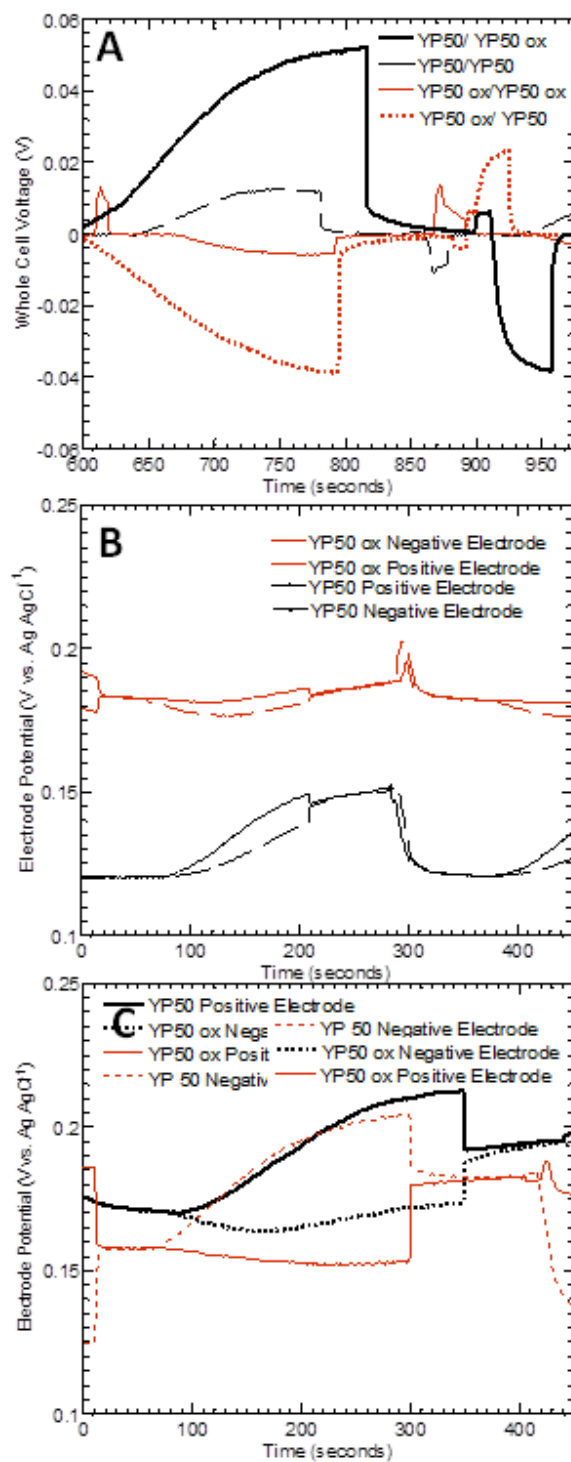 A
YP50/ YP50 ox
YP50/YP50
YP50 ox/YP50 ox
YP50 ox/ YP50
0.06
0.04
0.02
0
-0.02
-0.04
-0.06
Whole Cell Voltage (V)
600 650 700 750 800 850 900 950
Time (seconds)
B
YP50 ox Negative Electrode
YP50 ox Positive Electrode
YP50 Positive Electrode
YP50 Negative Electrode
0.25
0.2
0.15
0.1
Electrode Potential (V vs. Ag AgCl⁻¹)
0 100 200 300 400
Time (seconds)
C
YP50 Positive Electrode
YP50 ox Nega YP 50 Negative Electrode
YP50 ox Posit YP50 ox Negative Electrode
YP 50 Negativ YP50 ox Positive Electrode
0.25
0.2
0.15
0.1
Electrode Potential (V vs. Ag AgCl⁻¹)
0 100 200 300 400
Time (seconds)